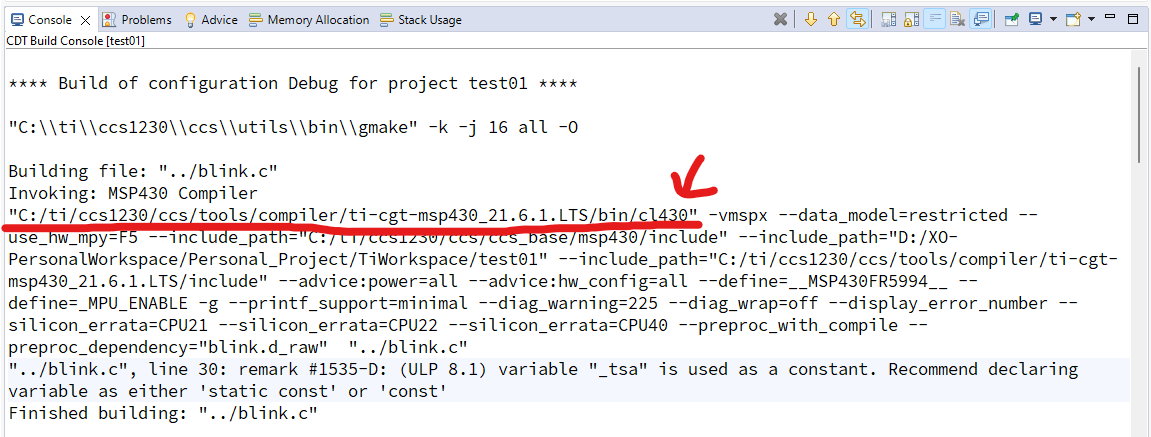 Console Problems Advice Memory Allocation Stack Usage
CDT Build Console [test01]
**** Build of configuration Debug for project test01 ****
"C:\\ti\\ccs1230\\ccs\\utils\\bin\\gmake" -k -j 16 all -O
Building file: "../blink.c"
Invoking: MSP430 Compiler
"C:/ti/ccs1230/ccs/tools/compiler/ti-cgt-msp430_21.6.1.LTS/bin/cl430" -vmspx --data_model=restricted --
use_hw_mpy=F5 --include_path="C:/ti/ccs1230/ccs/ccs_base/msp430/include" --include_path="D:/XO-
PersonalWorkspace/Personal_Project/TiWorkspace/test01" --include_path="C:/ti/ccs1230/ccs/tools/compiler/ti-cgt-
msp430_21.6.1.LTS/include" --advice:power=all --advice:hw_config=all --define=__MSP430FR5994__ --
define=_MPU_ENABLE -g --printf_support=minimal --diag_warning=225 --diag_wrap=off --display_error_number --
silicon_errata=CPU21 --silicon_errata=CPU22 --silicon_errata=CPU40 --preproc_with_compile --
preproc_dependency="blink.d_raw"  "../blink.c"
"../blink.c", line 30: remark #1535-D: (ULP 8.1) variable "_tsa" is used as a constant. Recommend declaring
variable as either 'static const' or 'const'
Finished building: "../blink.c"